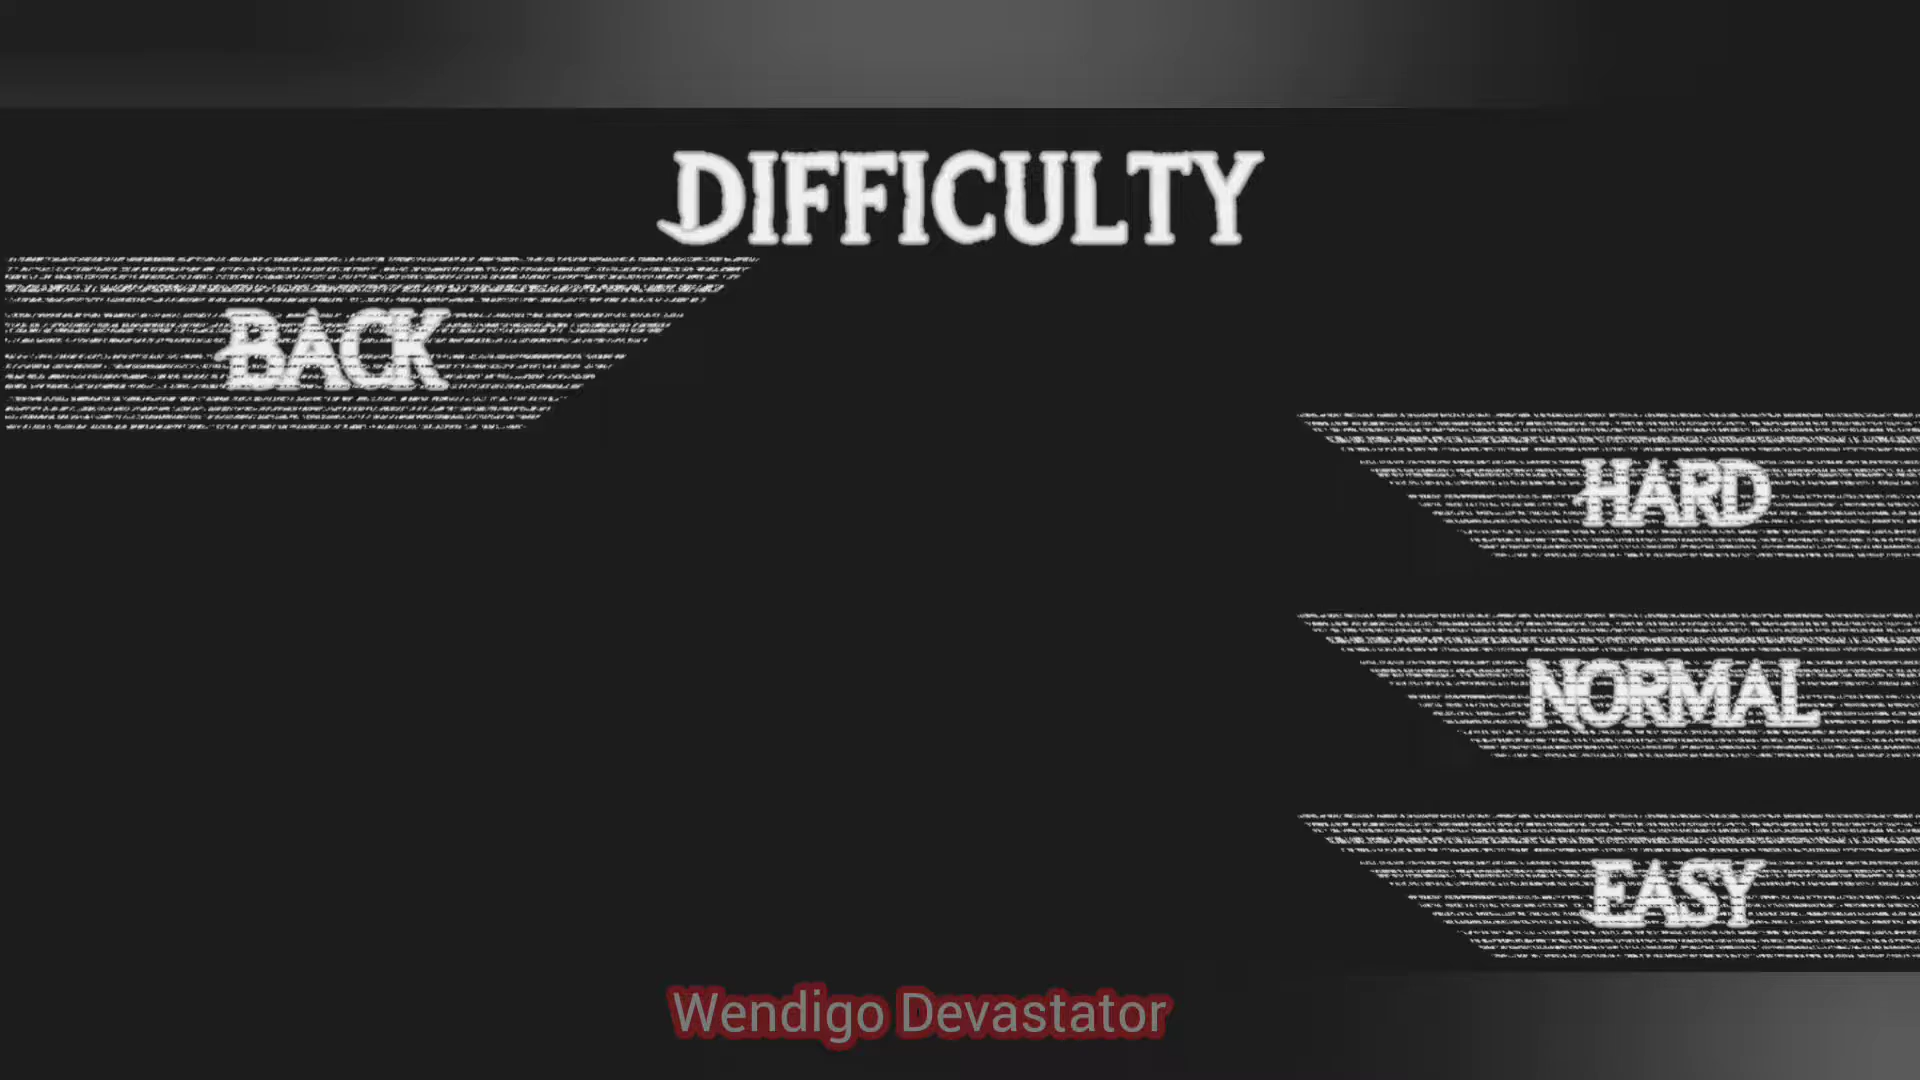 DIFFICULTY
BACK
HARD
NORMAL
EASY
Wendigo Devastator